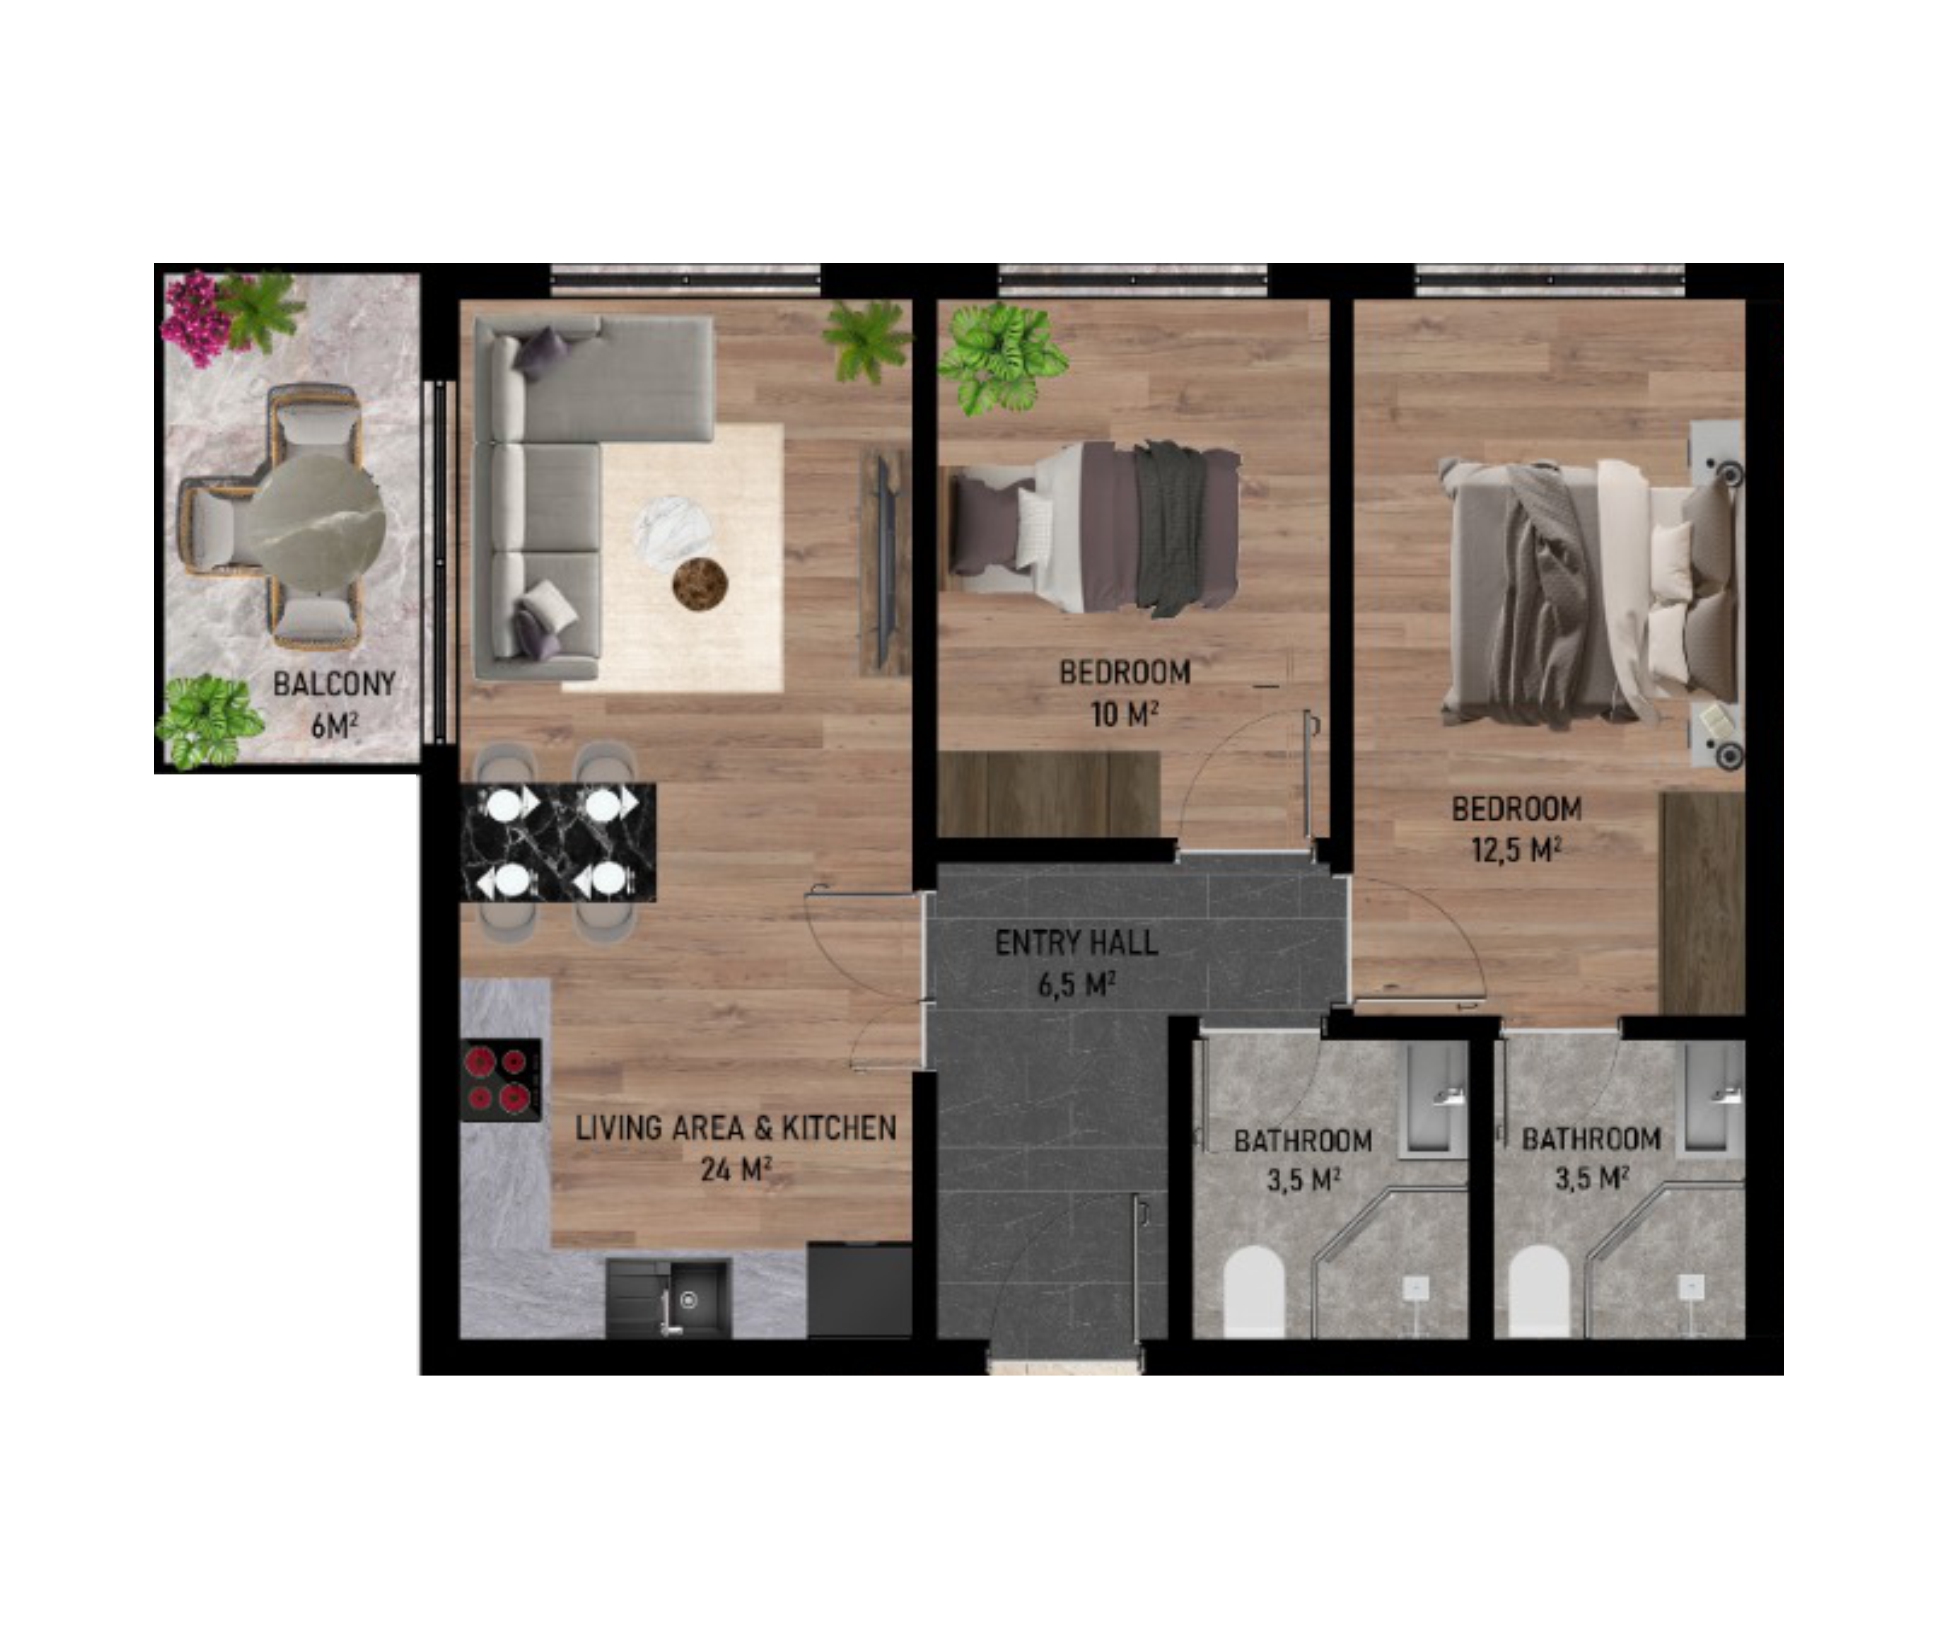 BALCONY
6M²
BEDROOM
10 M²
BEDROOM
12,5 M²
ENTRY HALL
6,5 M²
LIVING AREA & KITCHEN
24 M²
BATHROOM
3,5 M²
BATHROOM
3,5 M²